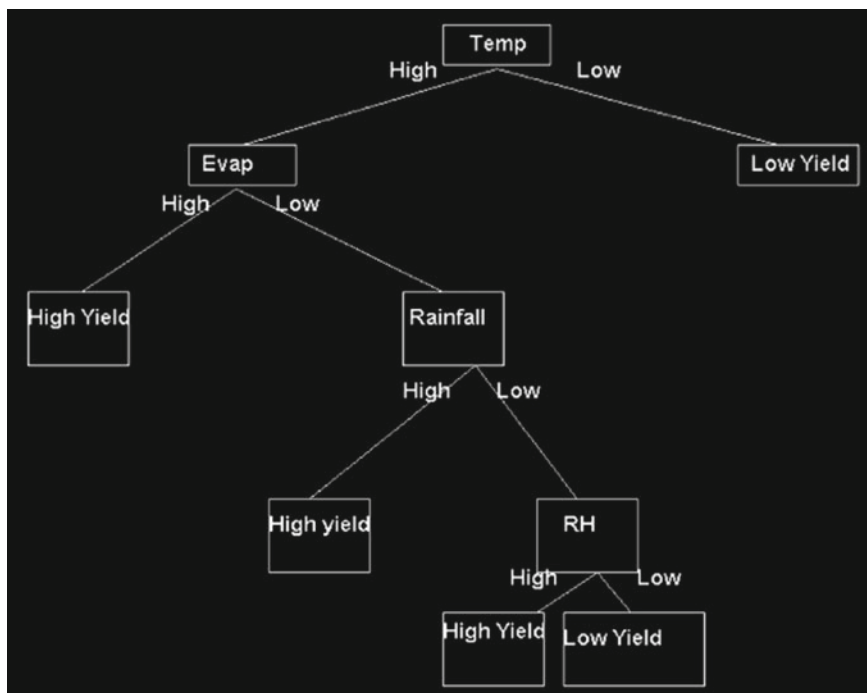 Temp
High
Low
Evap
Low Yield
High
Low
High Yield
Rainfall
High
Low
High yield
RH
High
Low
High Yield
Low Yield